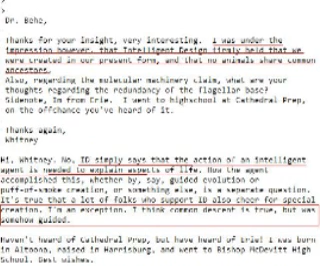 >
>
Dr. Behe,
Thanks for your insight, very interesting. I was under the
impression however, that Intelligent Design firmly held that we
were created in our present form, and that no animals share common
ancestors.
Also, regarding the molecular machinery claim, what are your
thoughts regarding the redundancy of the flagellar base?
Sidenote, Im from Erie. I went to highschool at Cathedral Prep,
on the offchance you've heard of it.
Thanks again,
Whitney
Hi, Whitney. No, ID simply says that the action of an intelligent
agent is needed to explain aspects of life. How the agent
accomplished this, whether by, say, guided evolution or
puff-of-smoke creation, or something else, is a separate question.
It's true that a lot of folks who support ID also cheer for special
creation. I'm an exception. I think common descent is true, but was
somehow guided.
Haven't heard of Cathedral Prep, but have heard of Erie! I was born
in Altoona, raised in Harrisburg, and went to Bishop McDevitt High
School. Best wishes.